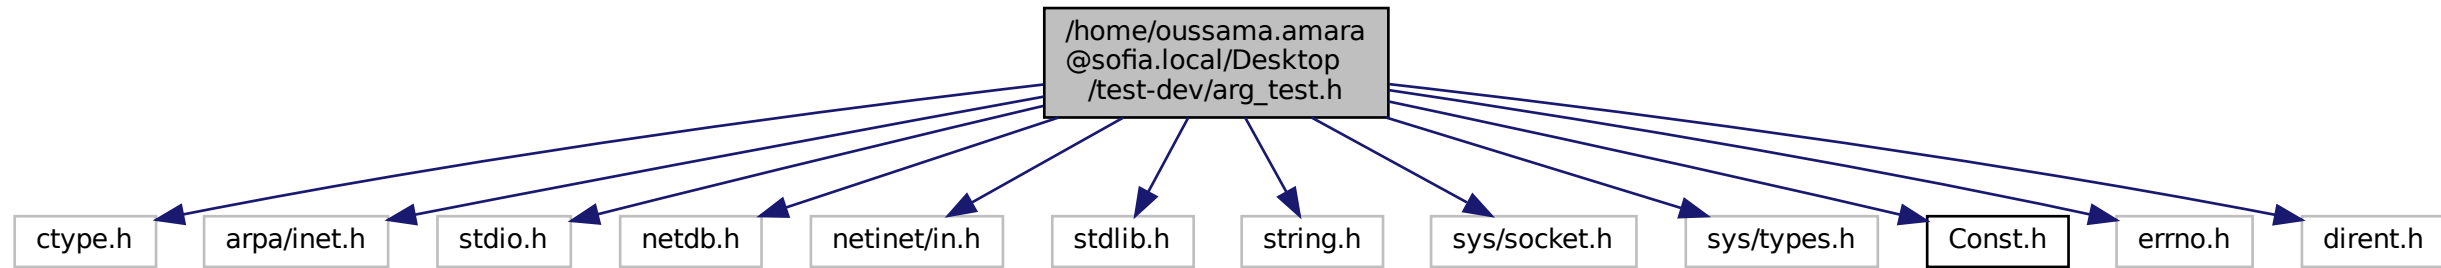 /home/oussama.amara
@sofia.local/Desktop
/test-dev/arg_test.h
ctype.h
arpa/inet.h
stdio.h
netdb.h
netinet/in.h
stdlib.h
string.h
sys/socket.h
sys/types.h
Const.h
errno.h
dirent.h